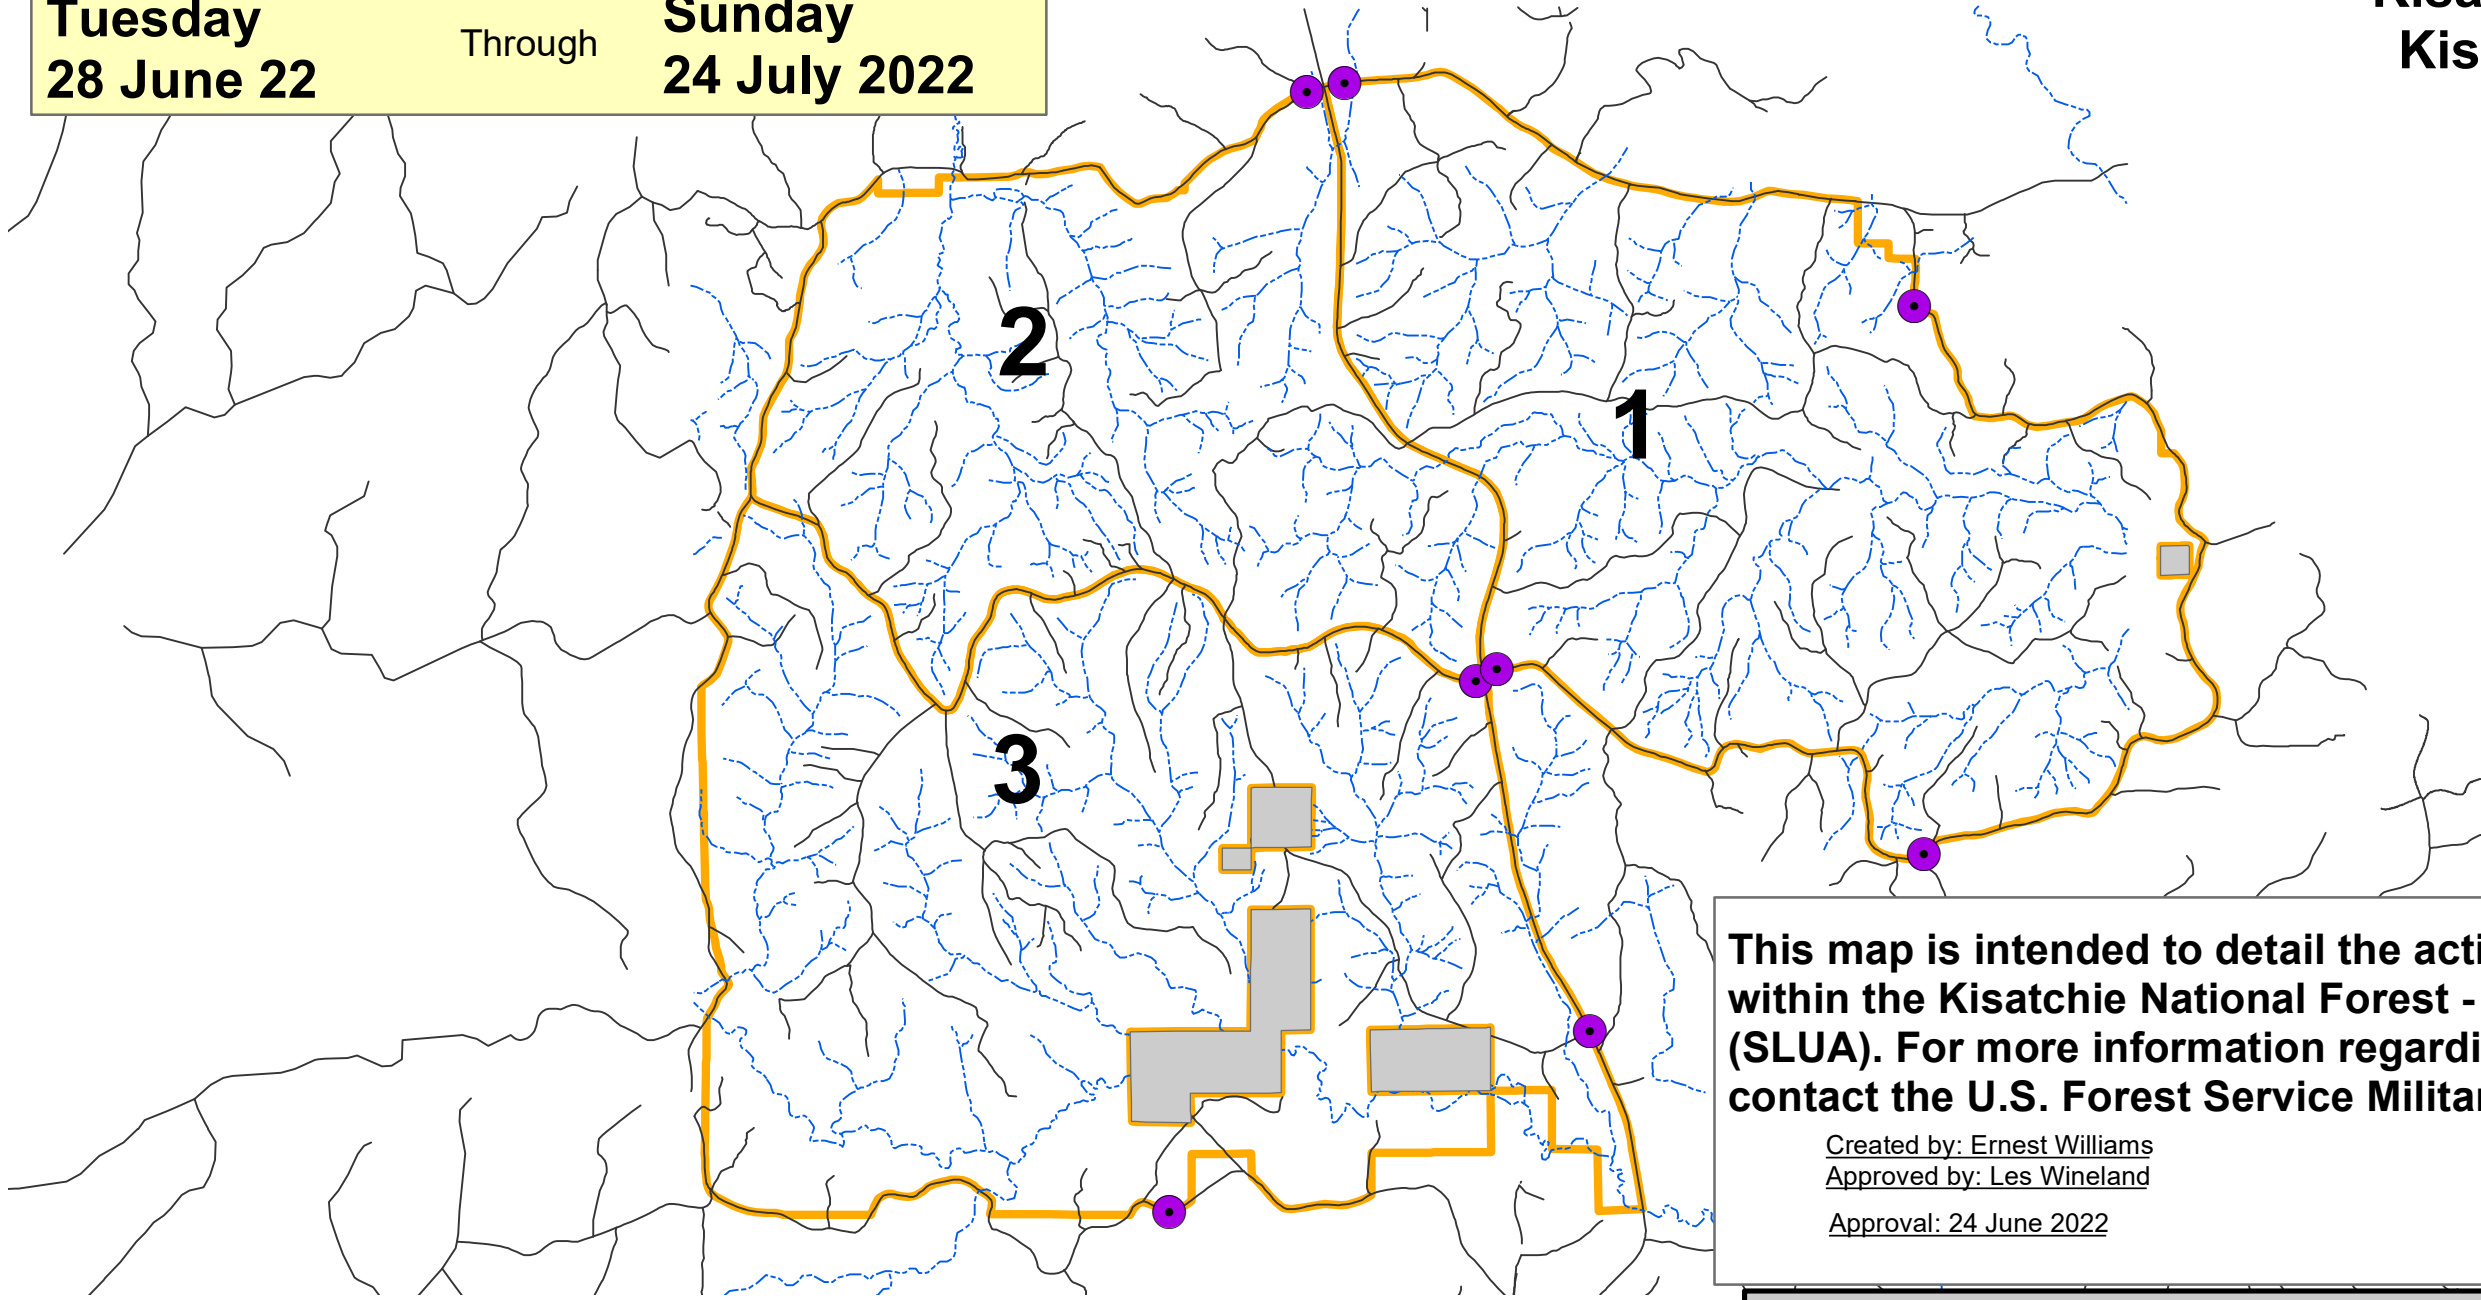 Tuesday
28 June 22
Through
Sunday
24 July 2022
Kis
2
1
3
This map is intended to detail the acti
within the Kisatchie National Forest -
(SLUA). For more information regardi
contact the U.S. Forest Service Militar
Created by: Ernest Williams
Approved by: Les Wineland
Approval: 24 June 2022